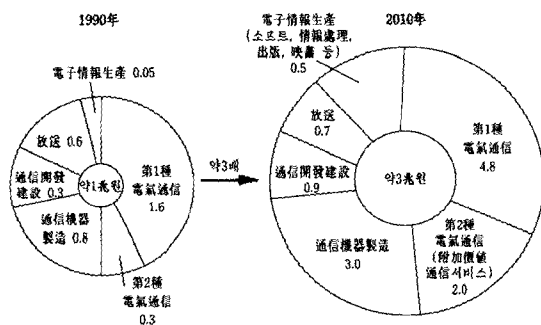 1990年
電子情報生産 0.05
放送 0.6
通信開發
建設 0.3
通信機器
製造 0.8
약1兆원
第1種
電氣通信
1.6
第2種
電氣通信
0.3
약3배
2010年
電子情報生産
(소프트, 情報處理,
出版, 映畵 등)
0.5
放送
0.7
通信開發建設
0.9
通信機器製造
3.0
약3兆원
第1種
電氣通信
4.8
第2種
電氣通信
(附加價値
通信서비스)
2.0